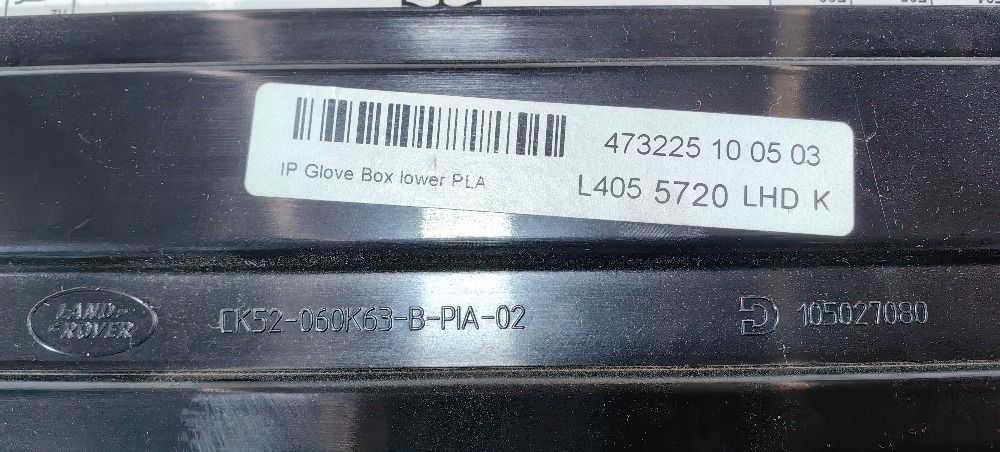 473225 10 05 03
IP Glove Box lower PLA
L405 5720 LHD K
LAND-
ROVER
CK52-060K63-B-PIA-02
D 105027080